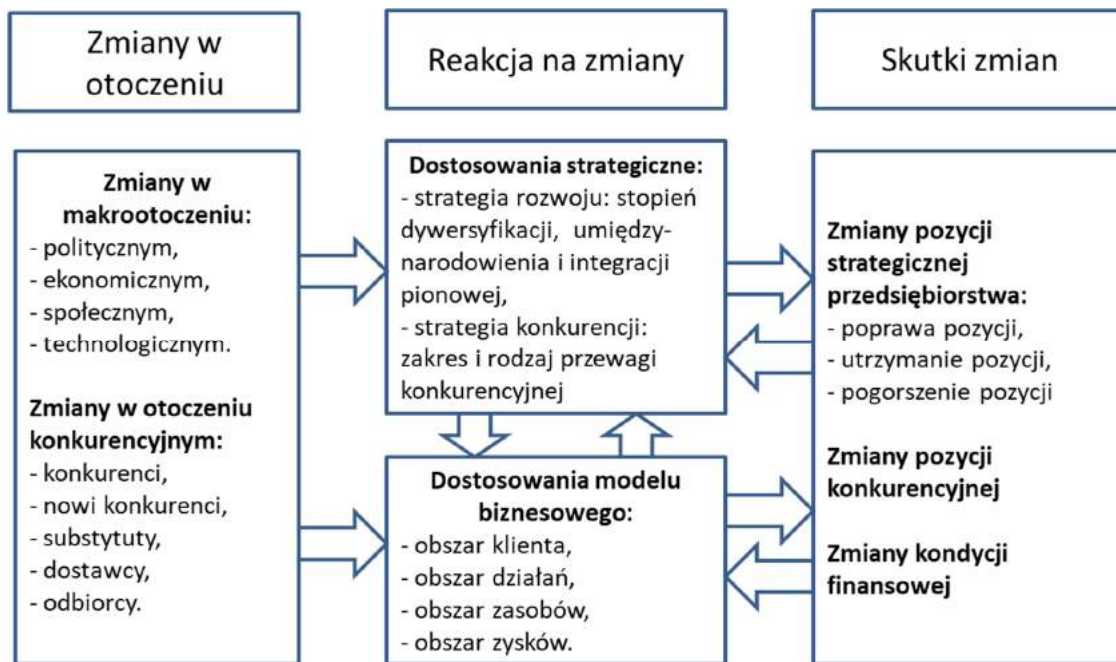 Zmiany w
otoczeniu
Reakcja na zmiany
Skutki zmian
Zmiany w
makrootoczeniu:
- politycznym,
- ekonomicznym,
- społecznym,
- technologicznym.
Zmiany w otoczeniu
konkurencyjnym:
- konkurenci,
- nowi konkurenci,
- substytuty,
- dostawcy,
- odbiorcy.
Dostosowania strategiczne:
- strategia rozwoju: stopień
dywersyfikacji, umiędzy-
narodowienia i integracji
pionowej,
- strategia konkurencji:
zakres i rodzaj przewagi
konkurencyjnej
Dostosowania modelu
biznesowego:
- obszar klienta,
- obszar działań,
- obszar zasobów,
- obszar zysków.
Zmiany pozycji
strategicznej
przedsiębiorstwa:
- poprawa pozycji,
- utrzymanie pozycji,
- pogorszenie pozycji
Zmiany pozycji
konkurencyjnej
Zmiany kondycji
finansowej